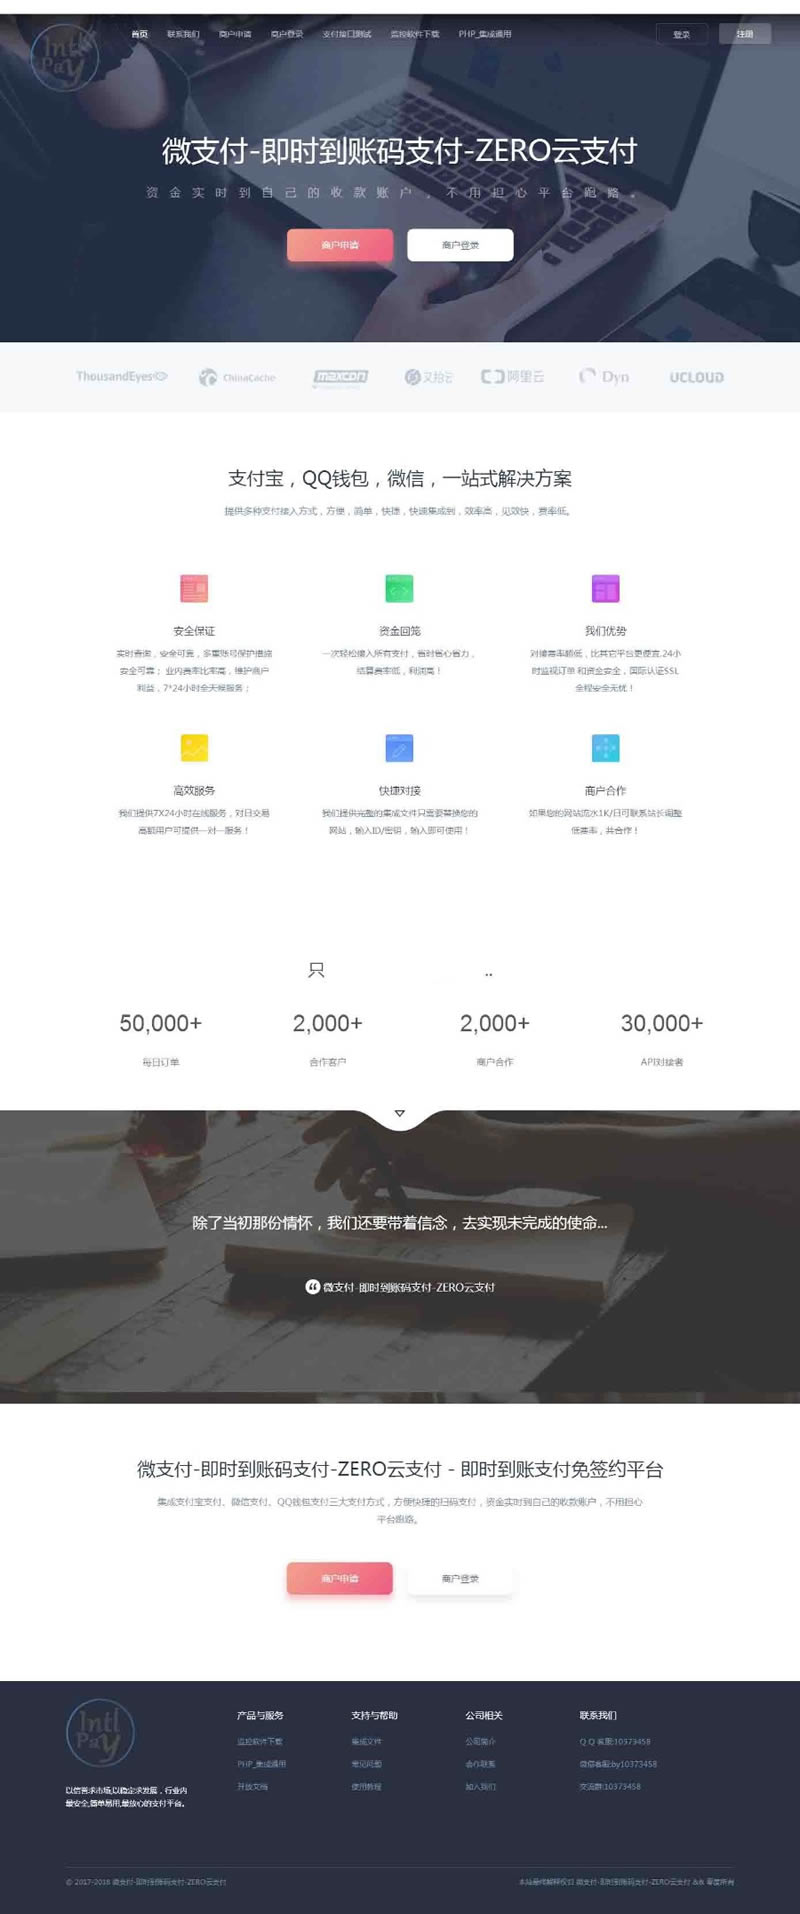 Intl
Pay
首页 联系我们 商户申请 商户登录 支付接口测试 监控软件下载 PHP_集成通用 登录 注册
微支付-即时到账码支付-ZERO云支付
资金实时到自己的收款账户，不用担心平台跑路。
商户申请 商户登录
ThousandEyes ChinaCache maxcdn 又拍云 阿里云 Dyn UCLOUD
支付宝，QQ钱包，微信，一站式解决方案
提供多种支付接入方式，方便，简单，快捷，快速集成到，效率高，见效快，费率低。
安全保证 资金回笼 我们优势
实时查询，安全可靠，多重账号保护措施 一次轻松接入所有支付，省时省心省力， 对接费率超低，比其它平台更便宜,24小
安全可靠； 业内费率比率高，维护商户 结算费率低，利润高！ 时监视订单 和资金安全，国际认证SSL
利益，7*24小时全天候服务； 全程安全无忧！
高效服务 快捷对接 商户合作
我们提供7X24小时在线服务，对日交易 我们提供完整的集成文件只需要替换您的 如果您的网站流水1K/日可联系站长调整
高额用户可提供一对一服务！ 网站，输入ID/密钥，输入即可使用！ 低费率，共合作！
只 ..
50,000+ 2,000+ 2,000+ 30,000+
每日订单 合作客户 商户合作 API对接者
除了当初那份情怀，我们还要带着信念，去实现未完成的使命...
微支付-即时到账码支付-ZERO云支付
微支付-即时到账码支付-ZERO云支付 - 即时到账支付免签约平台
集成支付宝支付、微信支付、QQ钱包支付三大支付方式，方便快捷的扫码支付，资金实时到自己的收款账户，不用担心
平台跑路。
商户申请 商户登录
Intl
Pay
产品与服务 支持与帮助 公司相关 联系我们
监控软件下载 集成文件 公司简介 Q Q 客服:10373458
PHP_集成通用 常见问题 合作联系 微信客服:by10373458
开放文档 使用教程 加入我们 交流群:10373458
以信誉求市场,以稳定求发展，行业内
最安全,简单易用,最放心的支付平台。
© 2017-2018 微支付-即时到账码支付-ZERO云支付 本站最终解释权归 微支付-即时到账码支付-ZERO云支付 && 零度所有